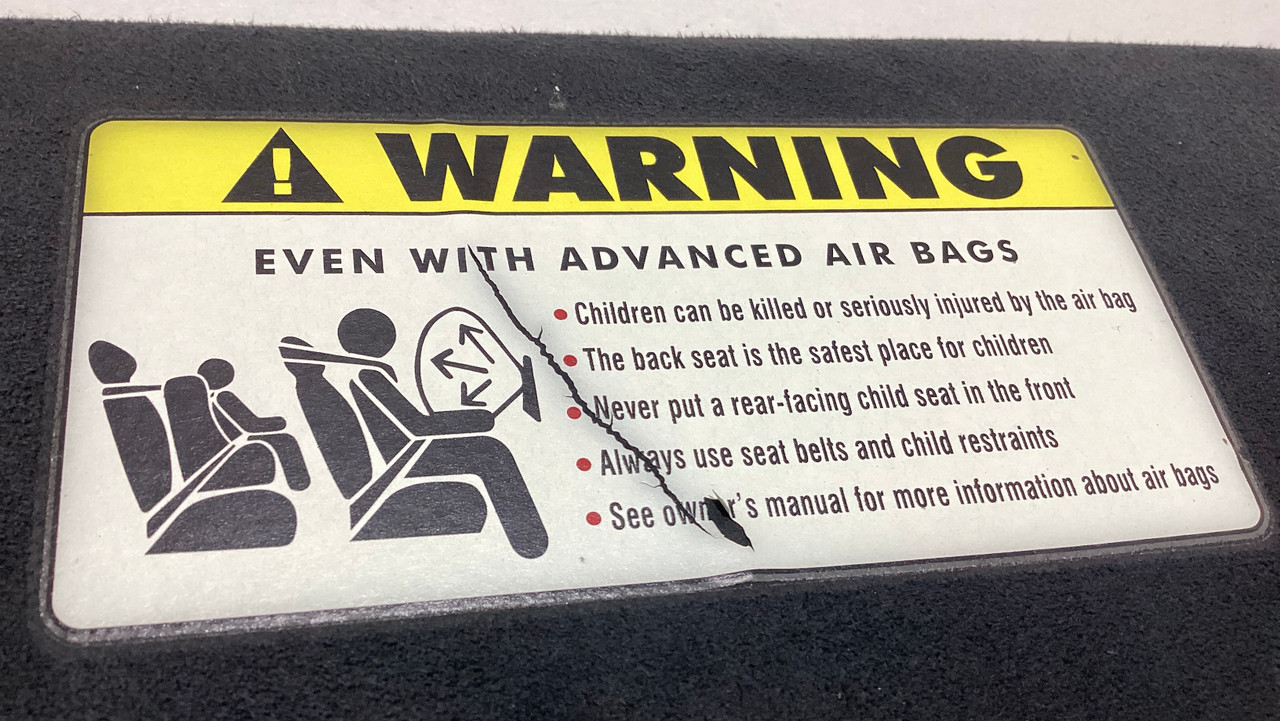 WARNING
EVEN WITH ADVANCED AIR BAGS
• Children can be killed or seriously injured by the air bag
• The back seat is the safest place for children
• Never put a rear-facing child seat in the front
• Always use seat belts and child restraints
• See owner's manual for more information about air bags